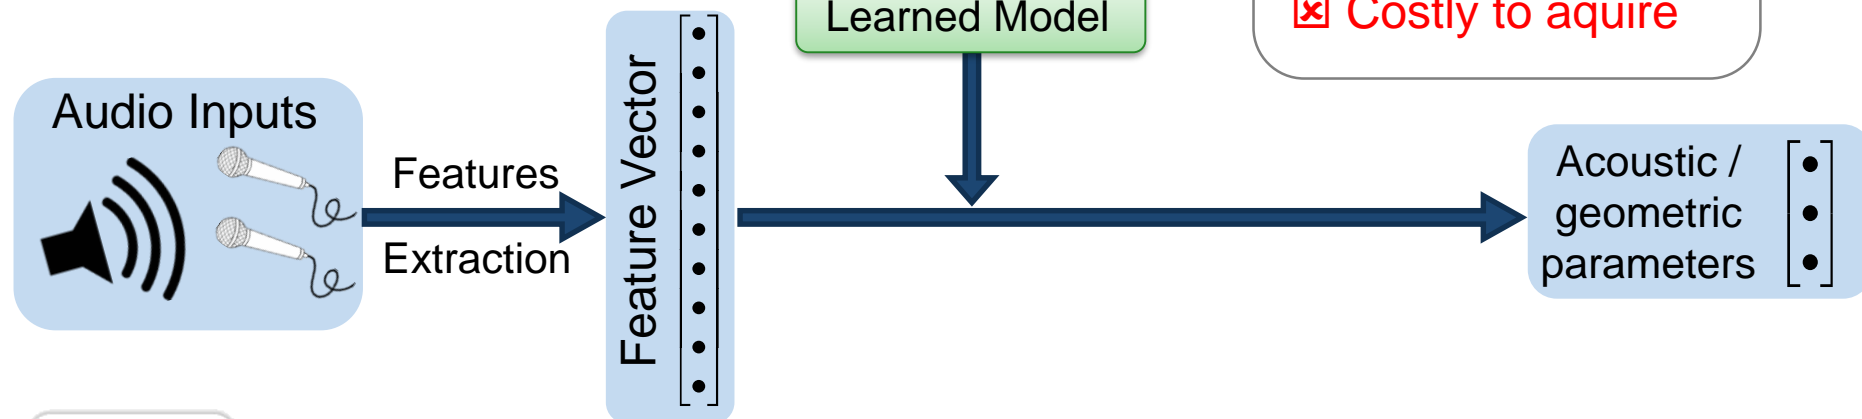 Learned Model
☒ Costly to aquire
Audio Inputs
Features
Extraction
Feature Vector
Acoustic /
geometric
parameters